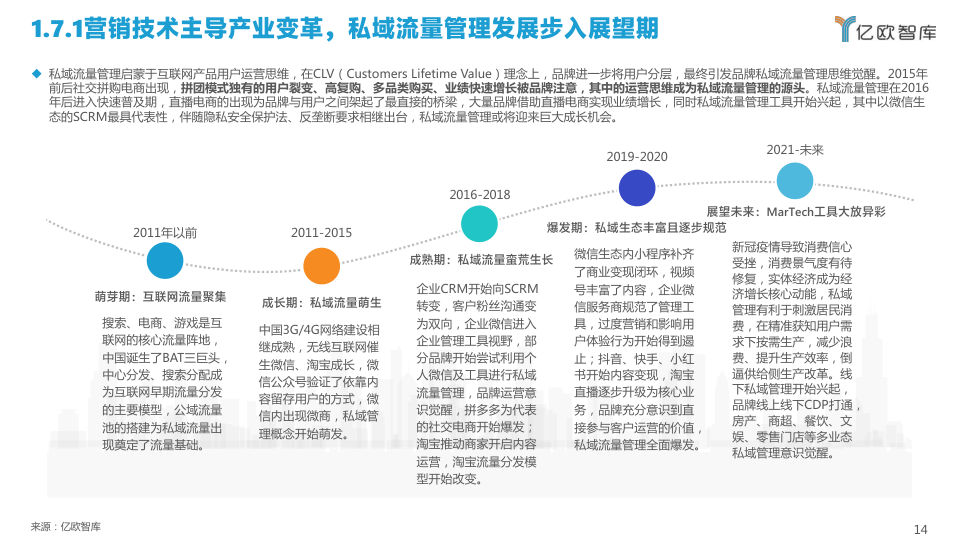 1.7.1营销技术主导产业变革，私域流量管理发展步入展望期
亿欧智库
◆ 私域流量管理启蒙于互联网产品用户运营思维，在CLV（Customers Lifetime Value）理念上，品牌进一步将用户分层，最终引发品牌私域流量管理思维觉醒。2015年
前后社交拼购电商出现，拼团模式独有的用户裂变、高复购、多品类购买、业绩快速增长被品牌注意，其中的运营思维成为私域流量管理的源头。私域流量管理在2016
年后进入快速普及期，直播电商的出现为品牌与用户之间架起了最直接的桥梁，大量品牌借助直播电商实现业绩增长，同时私域流量管理工具开始兴起，其中以微信生
态的SCRM最具代表性，伴随隐私安全保护法、反垄断要求相继出台，私域流量管理或将迎来巨大成长机会。
2011年以前
萌芽期：互联网流量聚集
搜索、电商、游戏是互
联网的核心流量阵地，
中国诞生了BAT三巨头，
中心分发、搜索分配成
为互联网早期流量分发
的主要模型，公域流量
池的搭建为私域流量出
现奠定了流量基础。
2011-2015
成长期：私域流量萌生
中国3G/4G网络建设相
继成熟，无线互联网催
生微信、淘宝成长，微
信公众号验证了依靠内
容留存用户的方式，微
信内出现微商，私域管
理概念开始萌发。
2016-2018
成熟期：私域流量蛮荒生长
企业CRM开始向SCRM
转变，客户粉丝沟通变
为双向，企业微信进入
企业管理工具视野，部
分品牌开始尝试利用个
人微信及工具进行私域
流量管理，品牌运营意
识觉醒，拼多多为代表
的社交电商开始爆发；
淘宝推动商家开启内容
运营，淘宝流量分发模
型开始改变。
2019-2020
爆发期：私域生态丰富且逐步规范
微信生态内小程序补齐
了商业变现闭环，视频
号丰富了内容，企业微
信服务商规范了管理工
具，过度营销和影响用
户体验行为开始得到遏
止；抖音、快手、小红
书开始内容变现，淘宝
直播逐步升级为核心业
务，品牌充分意识到直
接参与客户运营的价值，
私域流量管理全面爆发。
2021-未来
展望未来：MarTech工具大放异彩
新冠疫情导致消费信心
受挫，消费景气度有待
修复，实体经济成为经
济增长核心动能，私域
管理有利于刺激居民消
费，在精准获知用户需
求下按需生产，减少浪
费、提升生产效率，倒
逼供给侧生产改革。线
下私域管理开始兴起，
品牌线上线下CDP打通，
房产、商超、餐饮、文
娱、零售门店等多业态
私域管理意识觉醒。
来源：亿欧智库
14